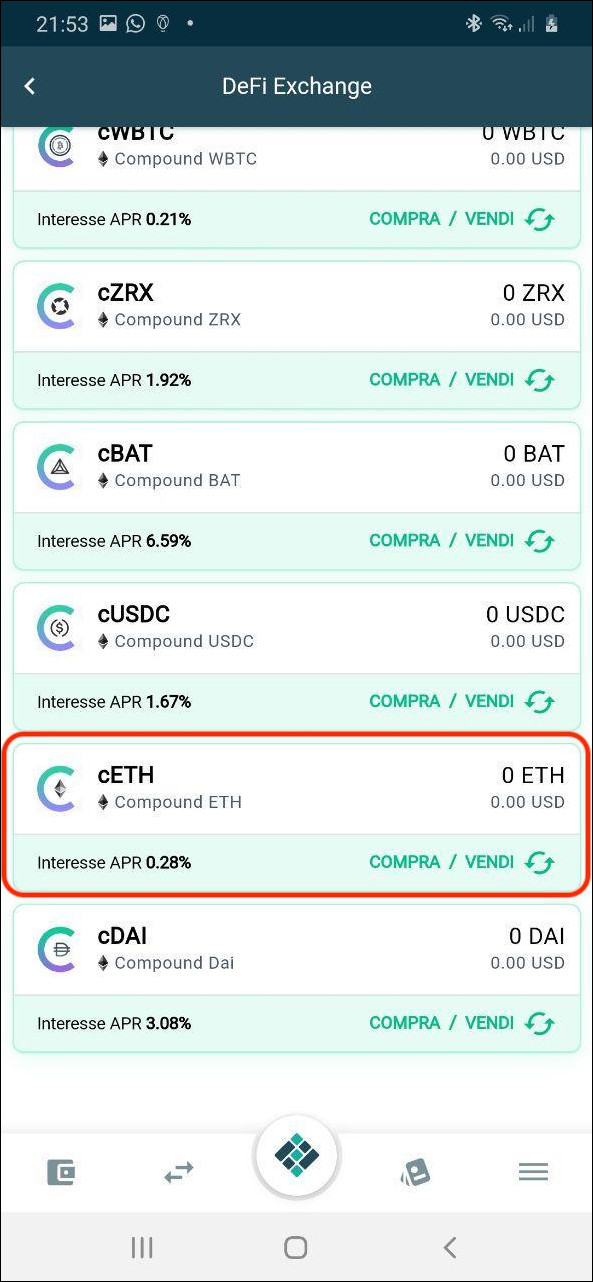 21:53
DeFi Exchange
cWBTC 0 WBTC
Compound WBTC 0.00 USD
Interesse APR 0.21% COMPRA / VENDI
cZRX 0 ZRX
Compound ZRX 0.00 USD
Interesse APR 1.92% COMPRA / VENDI
cBAT 0 BAT
Compound BAT 0.00 USD
Interesse APR 6.59% COMPRA / VENDI
cUSDC 0 USDC
Compound USDC 0.00 USD
Interesse APR 1.67% COMPRA / VENDI
cETH 0 ETH
Compound ETH 0.00 USD
Interesse APR 0.28% COMPRA / VENDI
cDAI 0 DAI
Compound Dai 0.00 USD
Interesse APR 3.08% COMPRA / VENDI